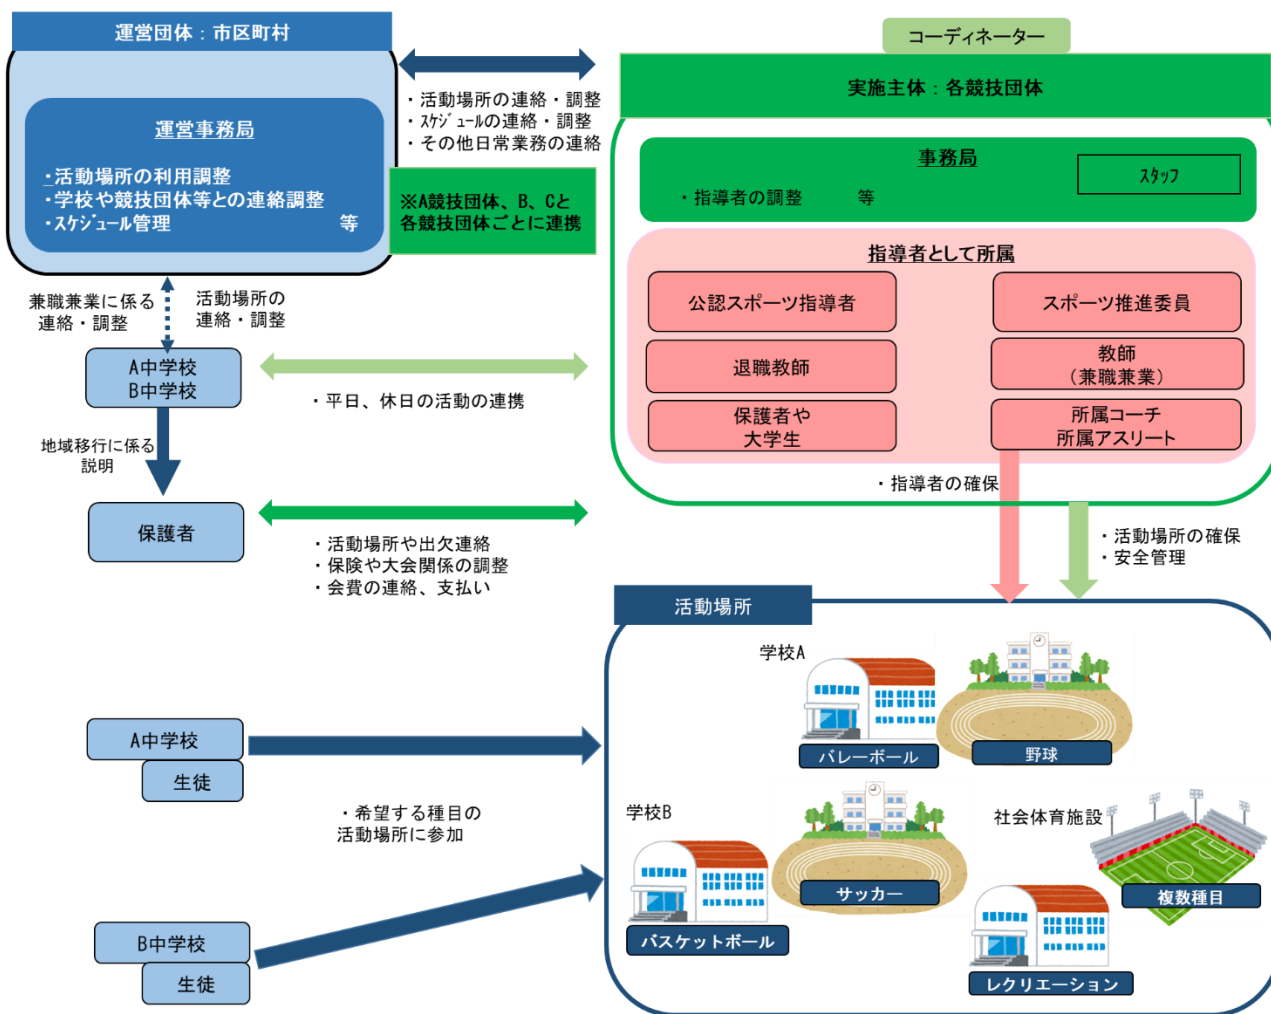 運営団体：市区町村
運営事務局
・活動場所の利用調整
・学校や競技団体等との連絡調整
・ｽｹｼﾞｭｰﾙ管理　等
・活動場所の連絡・調整
・ｽｹｼﾞｭｰﾙの連絡・調整
・その他日常業務の連絡
※A競技団体、B、Cと
各競技団体ごとに連携
コーディネーター
実施主体：各競技団体
事務局
・指導者の調整　等
ｽﾀｯﾌ
指導者として所属
公認スポーツ指導者
スポーツ推進委員
退職教師
教師
（兼職兼業）
保護者や
大学生
所属コーチ
所属アスリート
兼職兼業に係る
連絡・調整
活動場所の
連絡・調整
A中学校
B中学校
・平日、休日の活動の連携
地域移行に係る
説明
保護者
・活動場所や出欠連絡
・保険や大会関係の調整
・会費の連絡、支払い
・指導者の確保
・活動場所の確保
・安全管理
活動場所
学校A
バレーボール
野球
学校B
バスケットボール
サッカー
社会体育施設
複数種目
レクリエーション
A中学校
生徒
・希望する種目の
活動場所に参加
B中学校
生徒